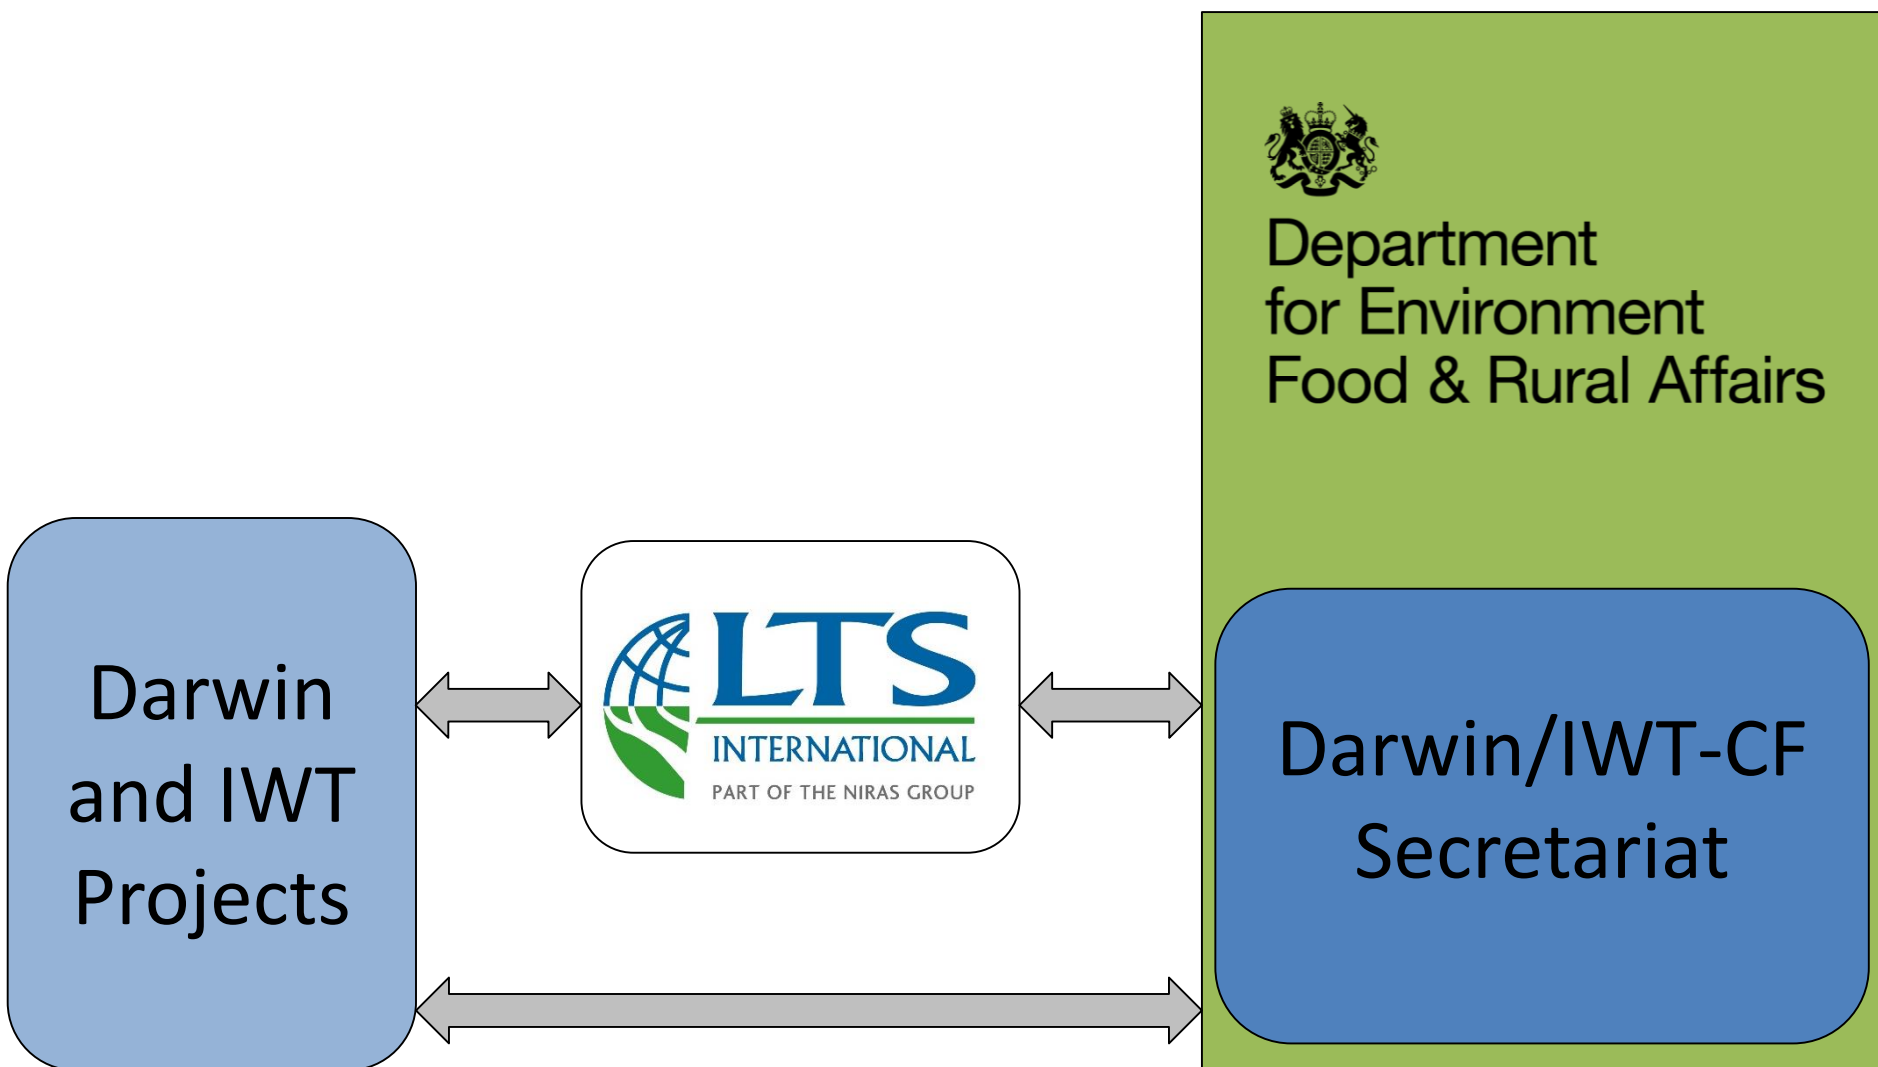 Department
for Environment
Food & Rural Affairs
Darwin
and IWT
Projects
LTS
INTERNATIONAL
PART OF THE NIRAS GROUP
Darwin/IWT-CF
Secretariat